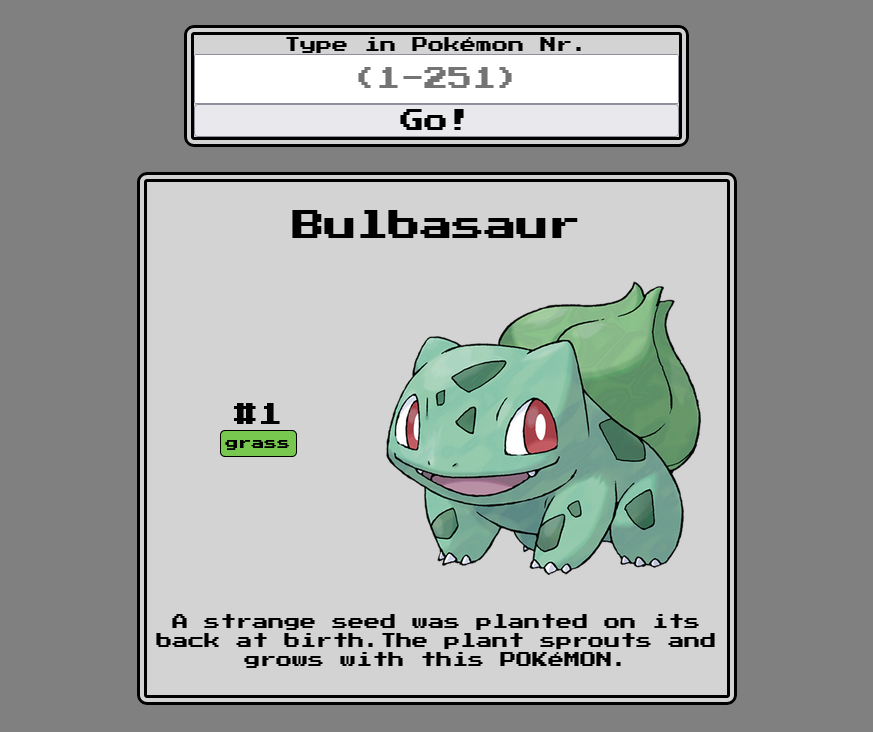 Type in Pokémon Nr.
(1-251)
Go!
Bulbasaur
#1
grass
A strange seed was planted on its
back at birth.The plant sprouts and
grows with this POKéMON.